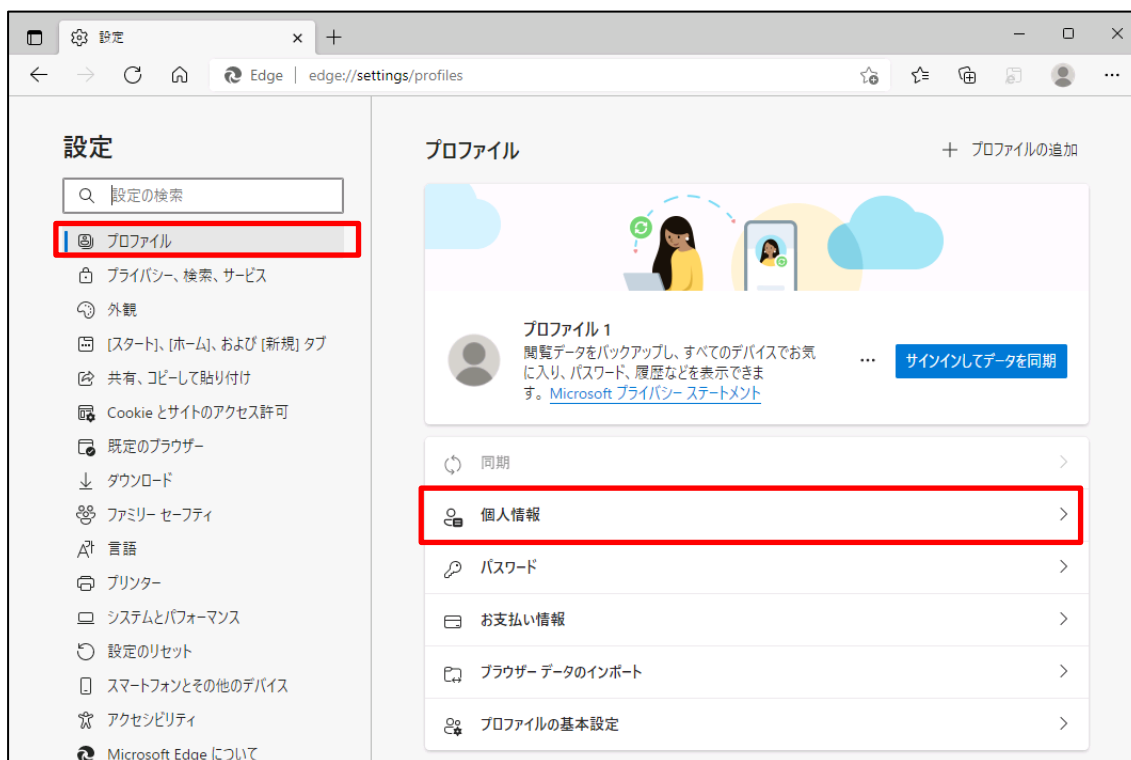 設定
Edge | edge://settings/profiles
設定
設定の検索
プロファイル
プライバシー、検索、サービス
外観
[スタート]、[ホーム]、および [新規] タブ
共有、コピーして貼り付け
Cookie とサイトのアクセス許可
既定のブラウザー
ダウンロード
ファミリー セーフティ
言語
プリンター
システムとパフォーマンス
設定のリセット
スマートフォンとその他のデバイス
アクセシビリティ
Microsoft Edge について
プロファイル
プロファイルの追加
プロファイル 1
閲覧データをバックアップし、すべてのデバイスでお気
に入り、パスワード、履歴などを表示できま
す。Microsoft プライバシー ステートメント
サインインしてデータを同期
同期
個人情報
パスワード
お支払い情報
ブラウザー データのインポート
プロファイルの基本設定